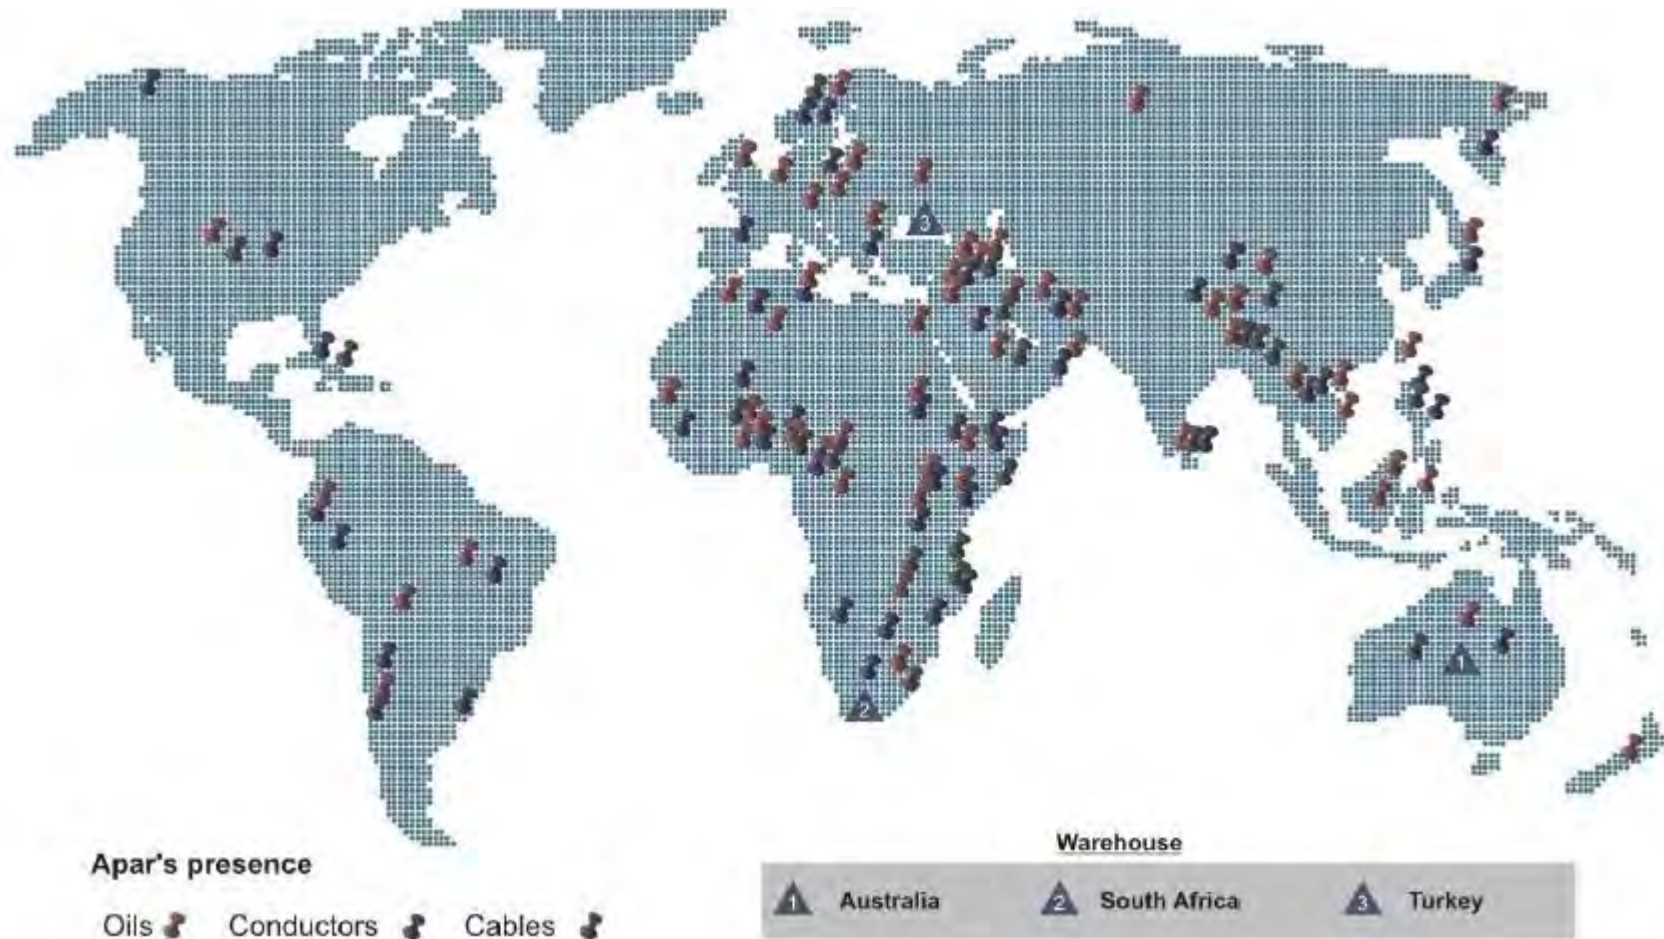 3
1
2
Apar's presence
Oils Conductors Cables
Warehouse
1 Australia 2 South Africa 3 Turkey